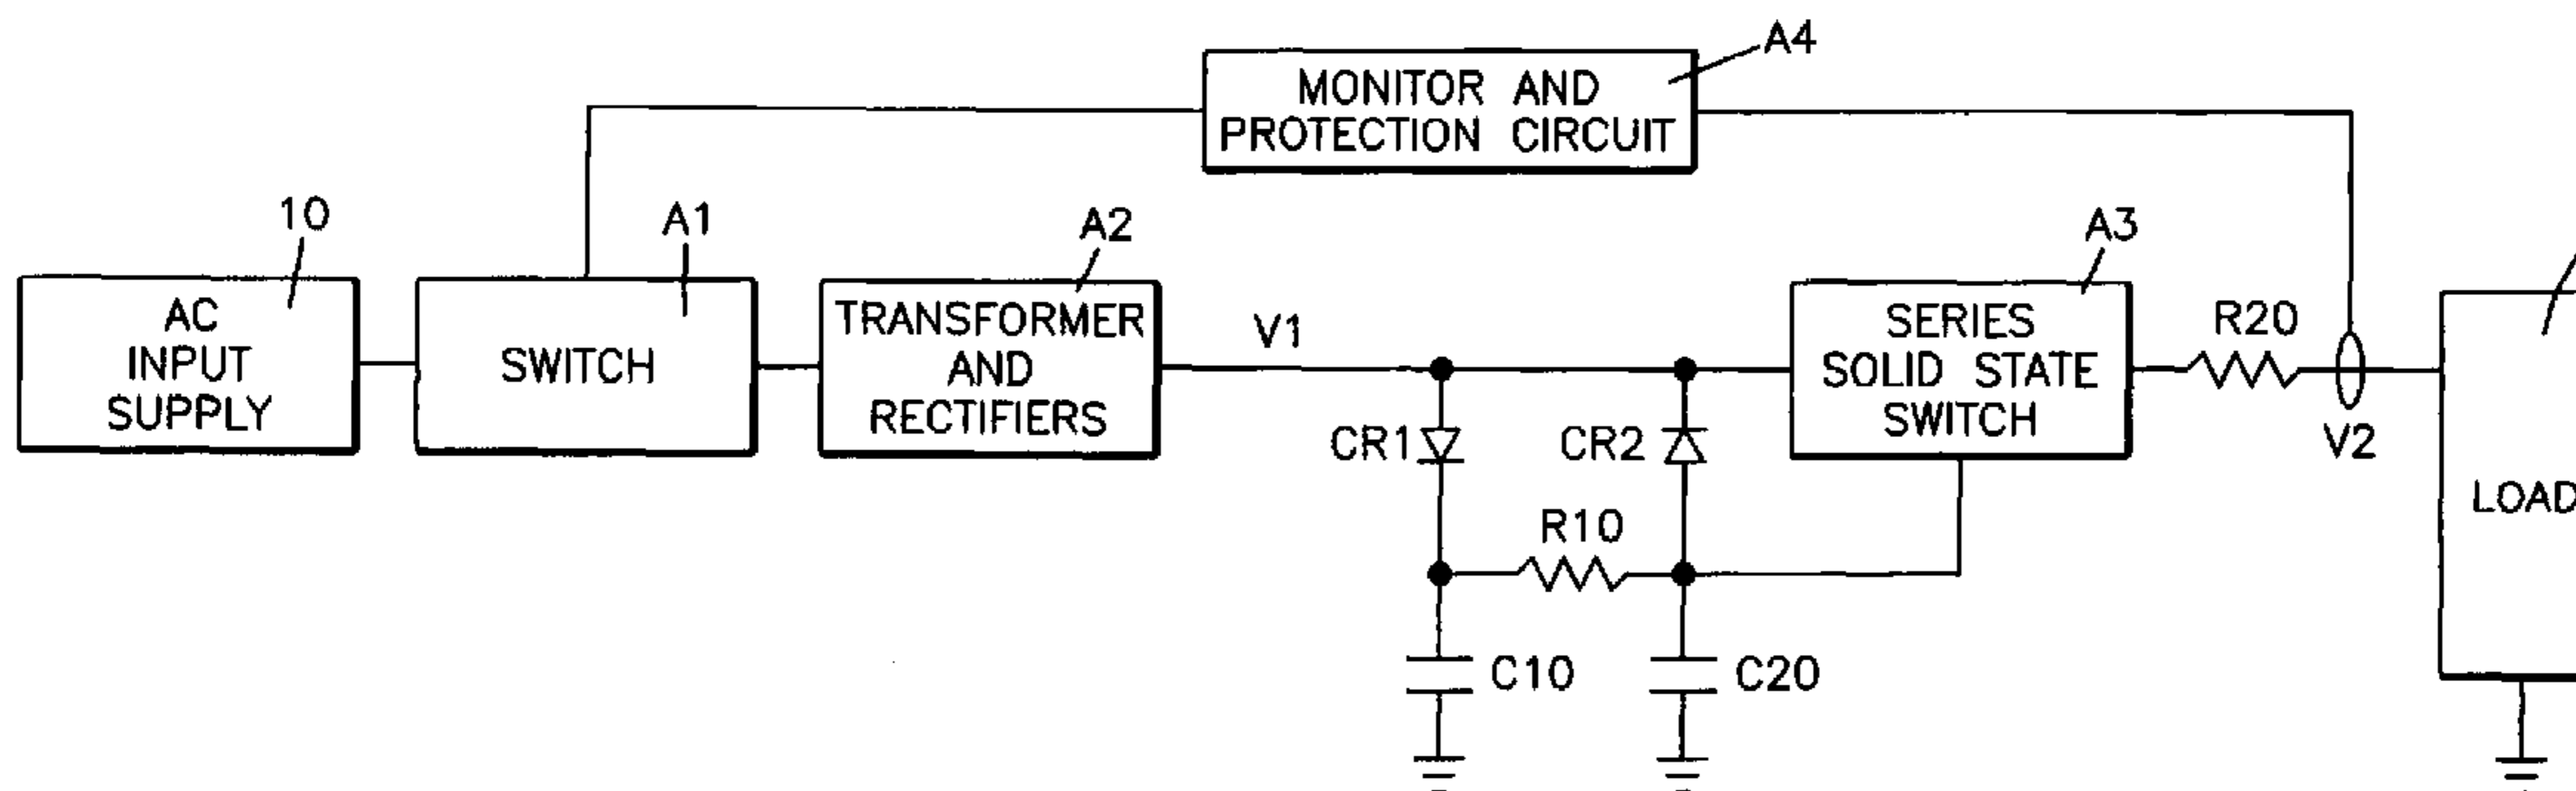 A4
MONITOR AND
PROTECTION CIRCUIT
10
A1
A2
A3
AC
INPUT
SUPPLY
SWITCH
TRANSFORMER
AND
RECTIFIERS
V1
SERIES
SOLID STATE
SWITCH
R20
V2
CR1
CR2
LOAD
R10
C10
C20